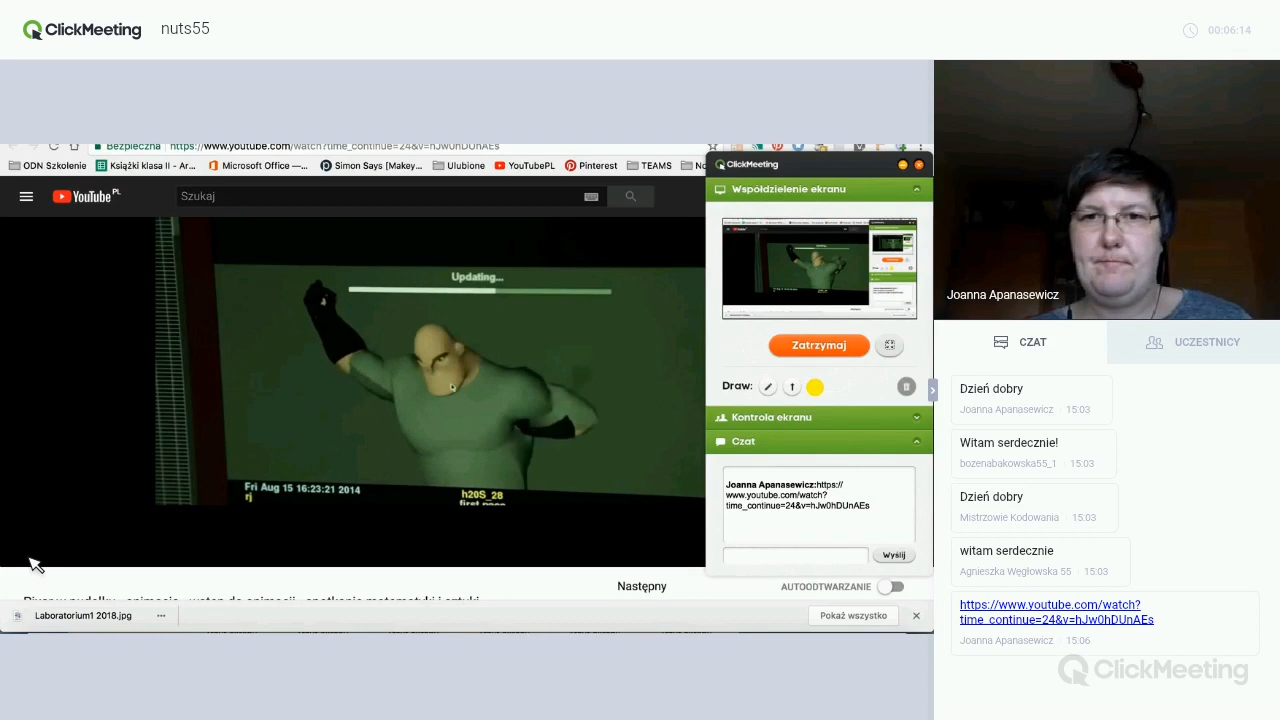 ClickMeeting
nuts55
00:06:14
Bezpieczna
https://www.youtube.com/watch?time_continue=24&v=hJw0hDUnAEs
ODN Szkolenie
Książki klasa II - Ar...
Microsoft Office —...
Simon Says [Makey...
Ulubione
YouTubePL
Pinterest
TEAMS
YouTube PL
Szukaj
Updating...
Fri Aug 15 16:23:21 2014
rj
h20S_28
first pass
ClickMeeting
Współdzielenie ekranu
Zatrzymaj
Draw:
Kontrola ekranu
Czat
Joanna Apanasewicz:https://
www.youtube.com/watch?
time_continue=24&v=hJw0hDUnAEs
Wyślij
Następny
AUTOODTWARZANIE
Laboratorium1 2018.jpg
Pokaż wszystko
Joanna Apanasewicz
CZAT
UCZESTNICY
Dzień dobry
Joanna Apanasewicz 15:03
Witam serdecznie!
bozenabakowska55_1 15:03
Dzień dobry
Mistrzowie Kodowania 15:03
witam serdecznie
Agnieszka Węgłowska 55 15:03
https://www.youtube.com/watch?
time_continue=24&v=hJw0hDUnAEs
Joanna Apanasewicz 15:06
ClickMeeting